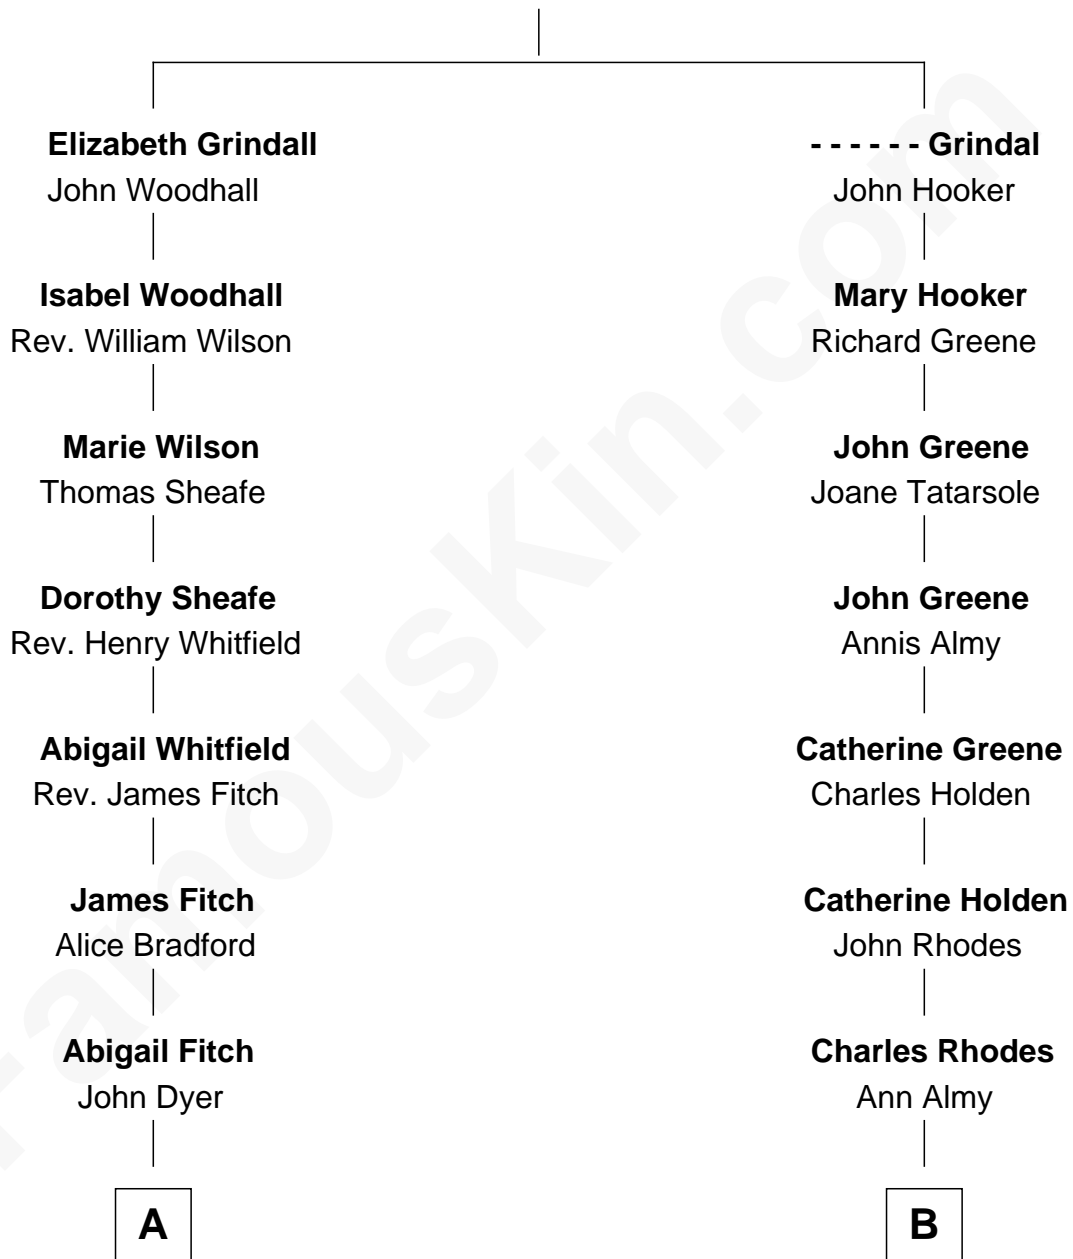 Elizabeth Grindall
John Woodhall
Isabel Woodhall
Rev. William Wilson
Marie Wilson
Thomas Sheafe
Dorothy Sheafe
Rev. Henry Whitfield
Abigail Whitfield
Rev. James Fitch
James Fitch
Alice Bradford
Abigail Fitch
John Dyer
A
- - - - - - Grindal
John Hooker
Mary Hooker
Richard Greene
John Greene
Joane Tatarsole
John Greene
Annis Almy
Catherine Greene
Charles Holden
Catherine Holden
John Rhodes
Charles Rhodes
Ann Almy
B
FamousKin.com